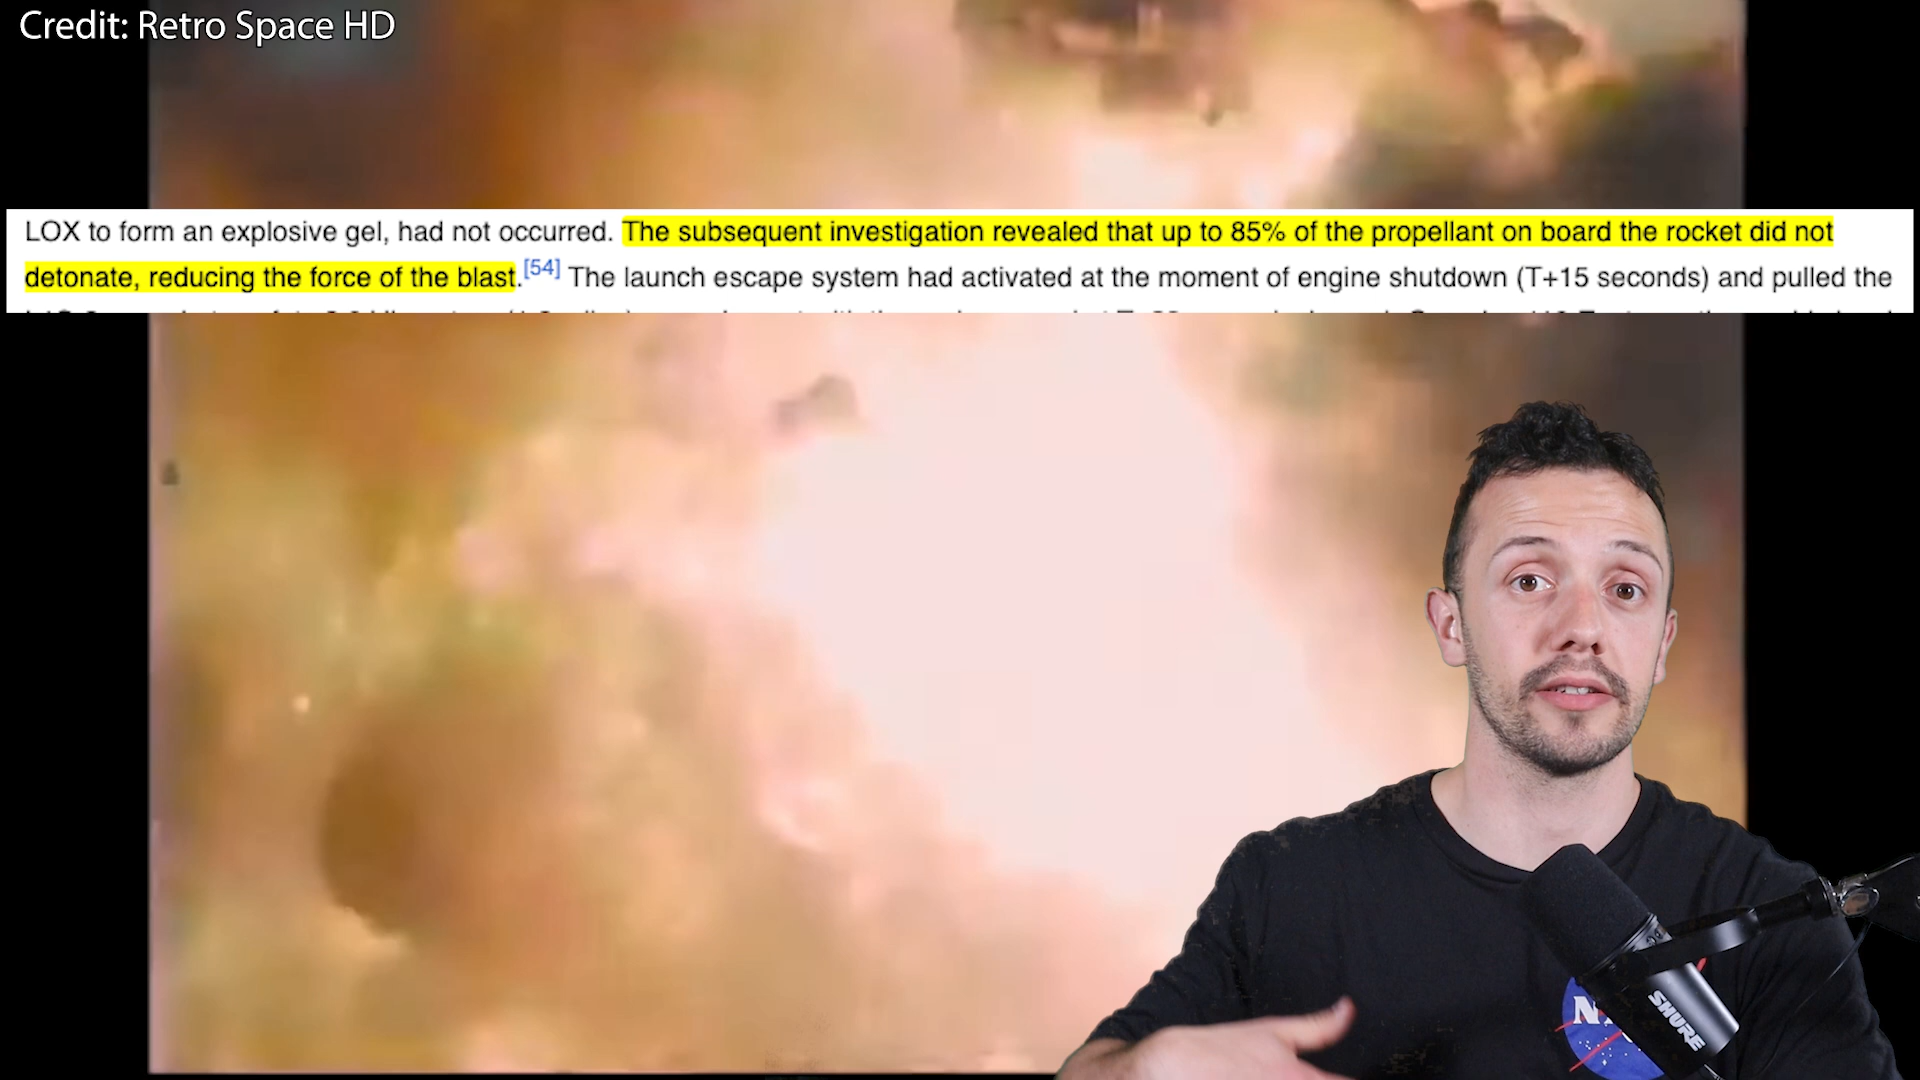 Credit: Retro Space HD
LOX to form an explosive gel, had not occurred. The subsequent investigation revealed that up to 85% of the propellant on board the rocket did not
detonate, reducing the force of the blast.[54] The launch escape system had activated at the moment of engine shutdown (T+15 seconds) and pulled the
SHURE